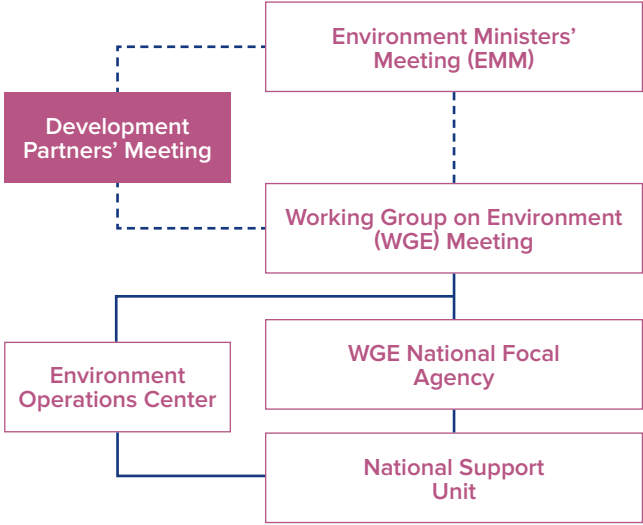 Environment Ministers’
Meeting (EMM)
Development
Partners’ Meeting
Working Group on Environment
(WGE) Meeting
Environment
Operations Center
WGE National Focal
Agency
National Support
Unit